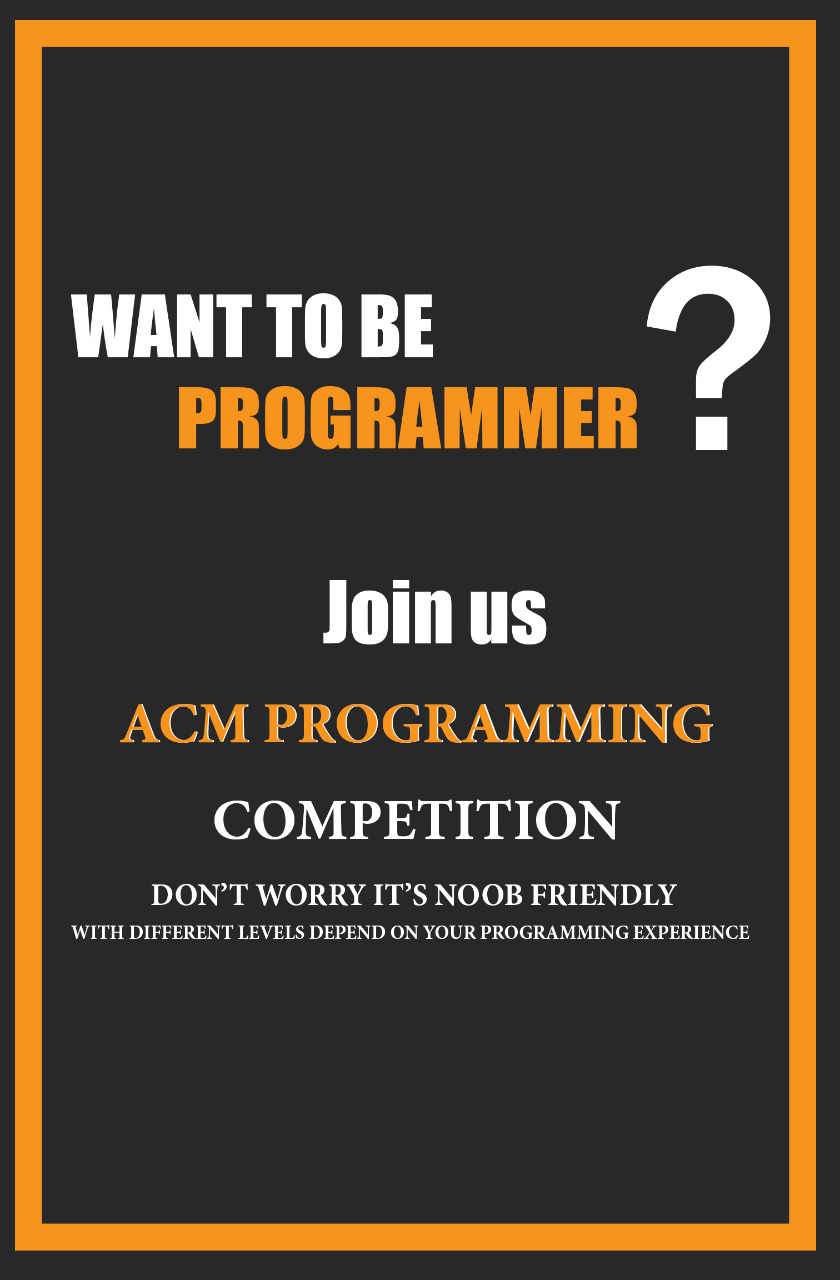 WANT TO BE
PROGRAMMER ?
Join us
ACM PROGRAMMING
COMPETITION
DON’T WORRY IT’S NOOB FRIENDLY
WITH DIFFERENT LEVELS DEPEND ON YOUR PROGRAMMING EXPERIENCE